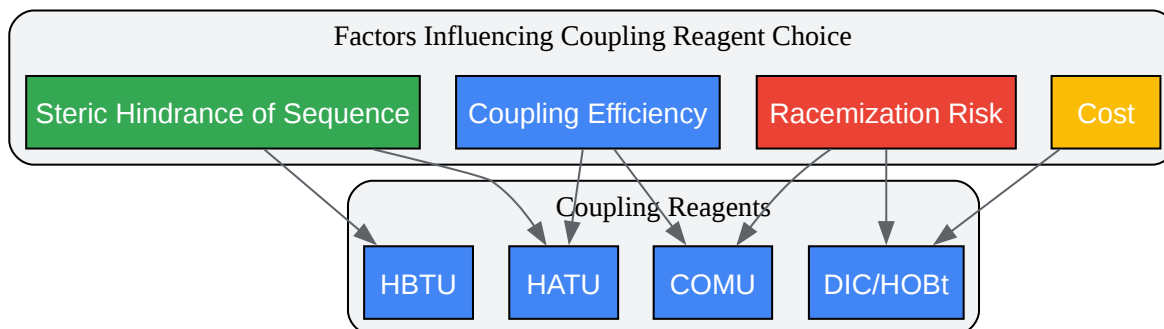 Factors Influencing Coupling Reagent Choice
Steric Hindrance of Sequence
Coupling Efficiency
Racemization Risk
Cost
Coupling Reagents
HBTU
HATU
COMU
DIC/HOBt